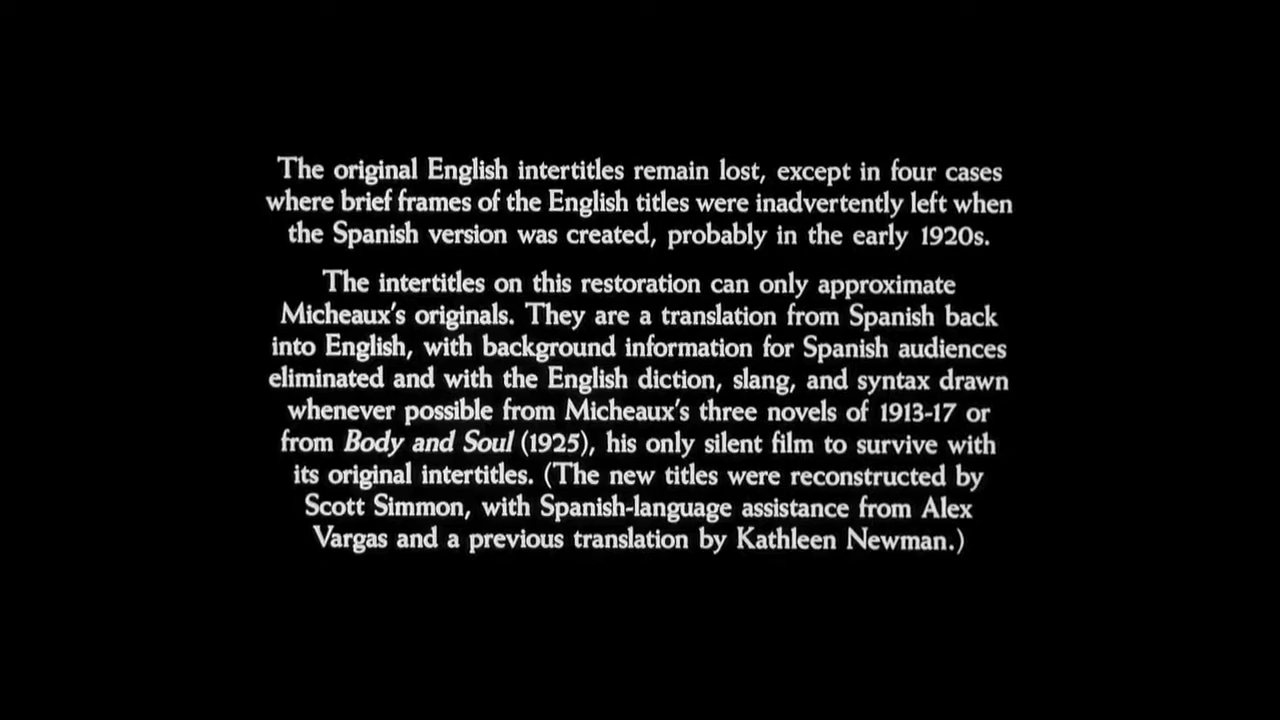 The original English intertitles remain lost, except in four cases
where brief frames of the English titles were inadvertently left when
the Spanish version was created, probably in the early 1920s.
The intertitles on this restoration can only approximate
Micheaux's originals. They are a translation from Spanish back
into English, with background information for Spanish audiences
eliminated and with the English diction, slang, and syntax drawn
whenever possible from Micheaux's three novels of 1913-17 or
from Body and Soul (1925), his only silent film to survive with
its original intertitles. (The new titles were reconstructed by
Scott Simmon, with Spanish-language assistance from Alex
Vargas and a previous translation by Kathleen Newman.)